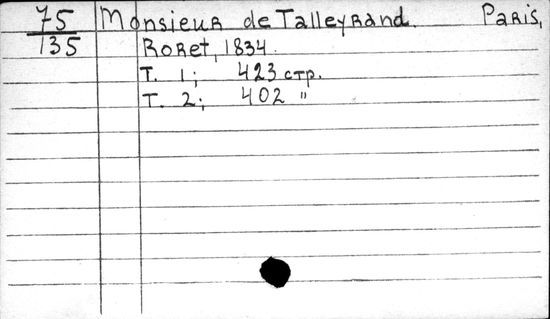 75 Monsieur de Talleyrand. Paris,
135 Roret, 1834.
Т. 1; 423 стр.
Т. 2; 402 "